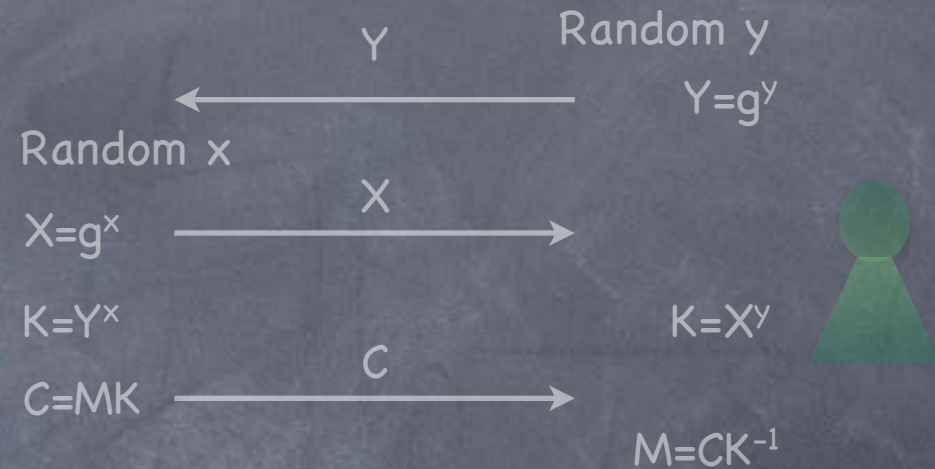 Random y
Y
Y=g^y
Random x
X
X=g^x
K=Y^x
K=X^y
C
C=MK
M=CK^-1